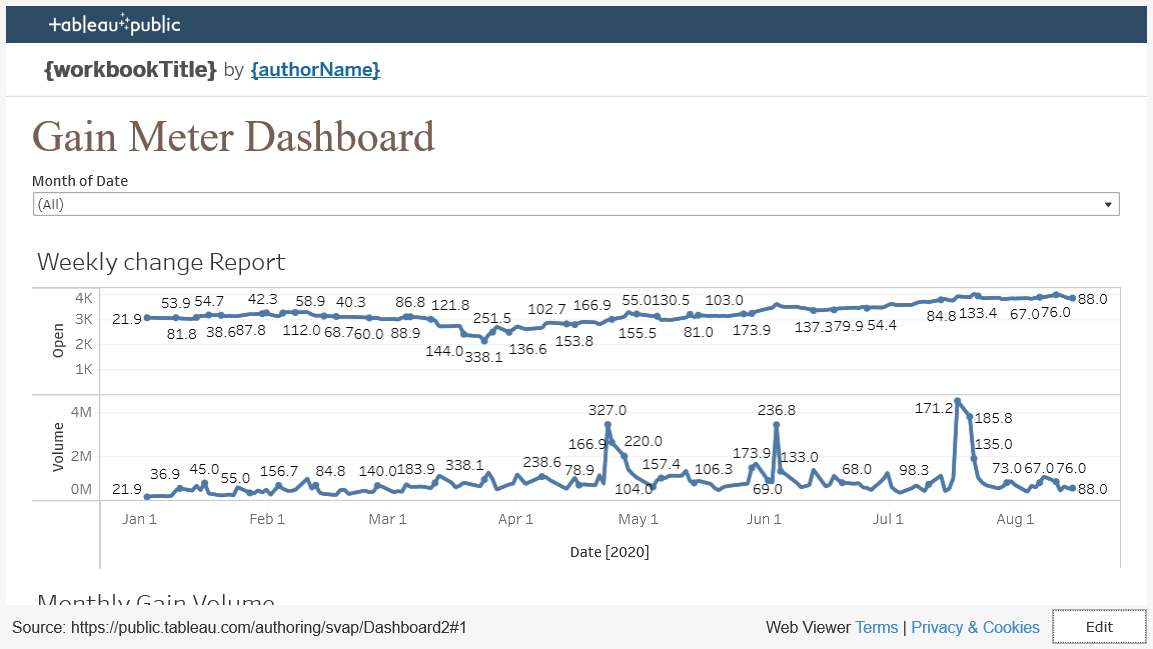 tableau public
{workbookTitle} by {authorName}
Gain Meter Dashboard
Month of Date
(All)
Weekly change Report
4K
3K
2K
1K
Open
53.9 54.7 42.3 58.9 40.3 86.8 121.8 251.5 102.7 166.9 55.0 130.5 103.0 88.0
21.9 81.8 38.6 87.8 112.0 68.7 60.0 88.9 144.0 338.1 136.6 153.8 155.5 81.0 173.9 137.3 79.9 54.4 84.8 133.4 67.0 76.0
4M
2M
0M
Volume
327.0 236.8 171.2 185.8
166.9 220.0 173.9 133.0 135.0
21.9 36.9 45.0 55.0 156.7 84.8 140.0 183.9 338.1 238.6 78.9 104.0 157.4 106.3 69.0 68.0 98.3 73.0 67.0 76.0 88.0
Jan 1 Feb 1 Mar 1 Apr 1 May 1 Jun 1 Jul 1 Aug 1
Date [2020]
Monthly Gain Volume
Source: https://public.tableau.com/authoring/svap/Dashboard2#1 Web Viewer Terms | Privacy & Cookies Edit